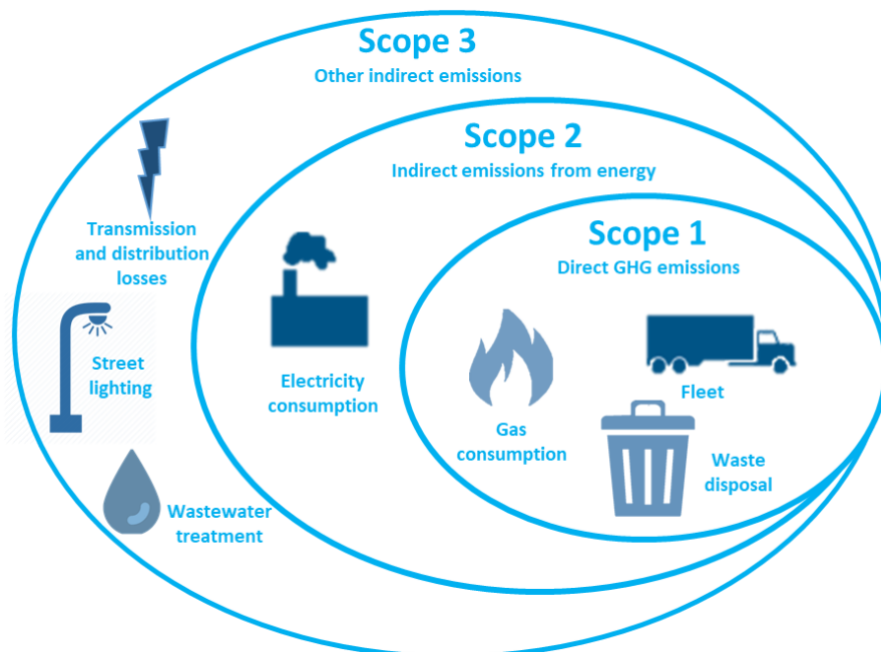 Scope 3
Other indirect emissions
Scope 2
Indirect emissions from energy
Scope 1
Direct GHG emissions
Transmission
and distribution
losses
Street
lighting
Wastewater
treatment
Electricity
consumption
Gas
consumption
Fleet
Waste
disposal